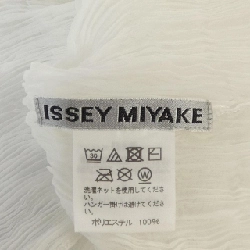 ISSEY MIYAKE
30
洗濯ネットを使用してください。
ハンガー掛けは避けてください。
ポリエステル 100%